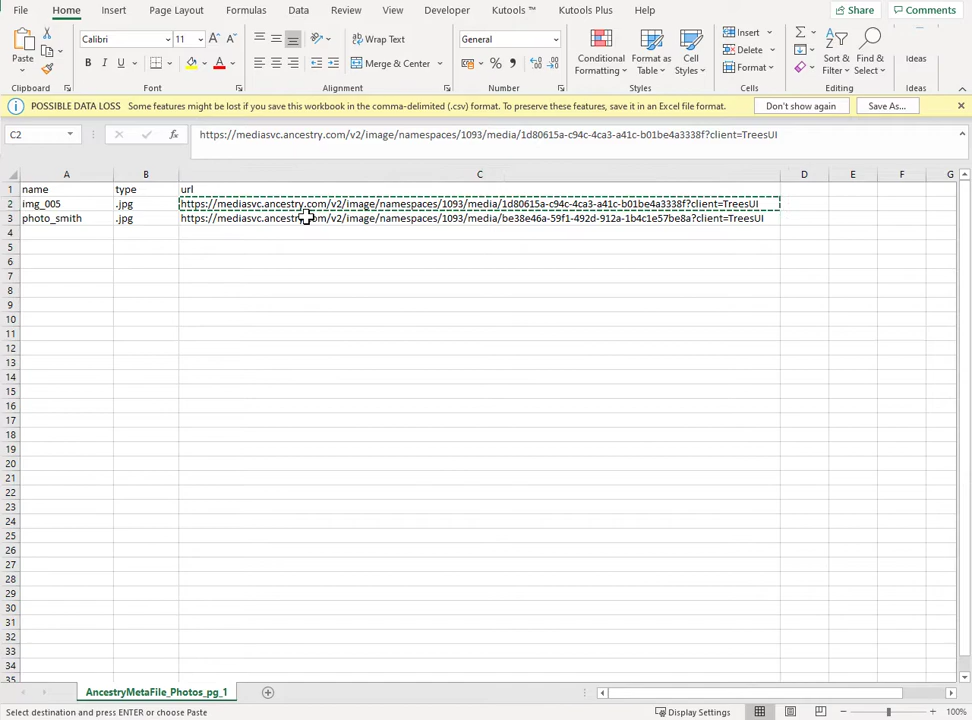 File Home Insert Page Layout Formulas Data Review View Developer Kutools ™ Kutools Plus Help Share Comments
Paste Calibri 11 A A Wrap Text General Conditional Formatting Format as Table Cell Styles Insert Delete Format Sort & Filter Find & Select Ideas
B I U A Merge & Center $ % ,
Clipboard Font Alignment Number Styles Cells Editing Ideas
POSSIBLE DATA LOSS Some features might be lost if you save this workbook in the comma-delimited (.csv) format. To preserve these features, save it in an Excel file format. Don't show again Save As...
C2 fx https://mediasvc.ancestry.com/v2/image/namespaces/1093/media/1d80615a-c94c-4ca3-a41c-b01be4a3338f?client=TreesUI
A B C D E F G
1 name type url
2 img_005 .jpg https://mediasvc.ancestry.com/v2/image/namespaces/1093/media/1d80615a-c94c-4ca3-a41c-b01be4a3338f?client=TreesUI
3 photo_smith .jpg https://mediasvc.ancestry.com/v2/image/namespaces/1093/media/be38e46a-59f1-492d-912a-1b4c1e57be8a?client=TreesUI
4
5
6
7
8
9
10
11
12
13
14
15
16
17
18
19
20
21
22
23
24
25
26
27
28
29
30
31
32
33
34
35
AncestryMetaFile_Photos_pg_1
Select destination and press ENTER or choose Paste Display Settings 100%